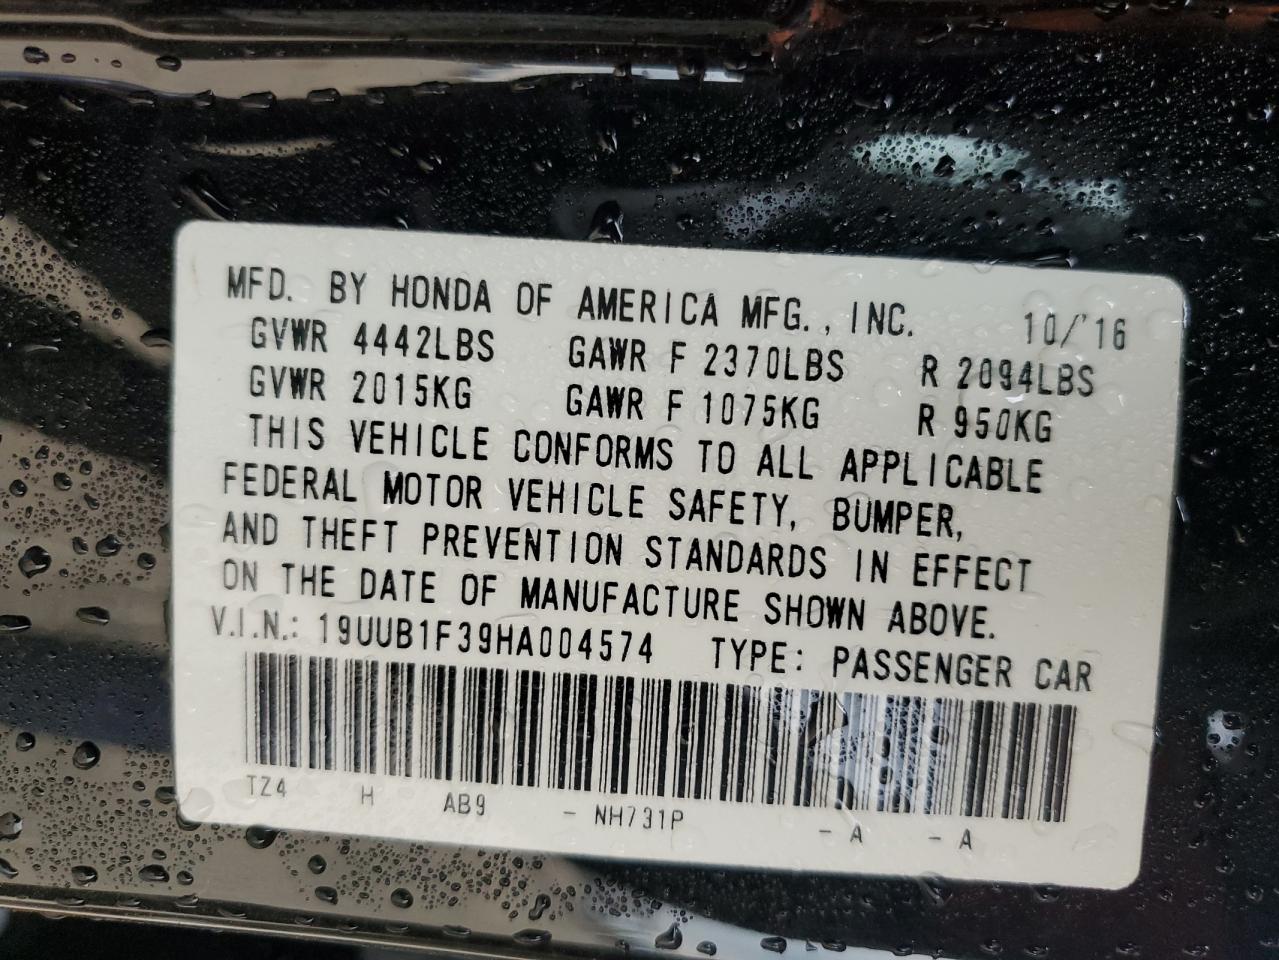 MFD. BY HONDA OF AMERICA MFG., INC. 10/'16
GVWR 4442LBS GAWR F 2370LBS R 2094LBS
GVWR 2015KG GAWR F 1075KG R 950KG
THIS VEHICLE CONFORMS TO ALL APPLICABLE
FEDERAL MOTOR VEHICLE SAFETY, BUMPER,
AND THEFT PREVENTION STANDARDS IN EFFECT
ON THE DATE OF MANUFACTURE SHOWN ABOVE.
V.I.N.: 19UUB1F39HA004574 TYPE: PASSENGER CAR
TZ4 H AB9 - NH731P - A - A